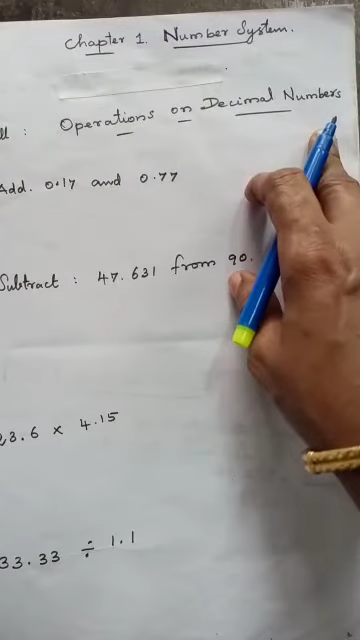 Chapter 1. Number System.
Operations on Decimal Numbers
Add. 0.17 and 0.77
Subtract : 47.631 from 90.
23.6 x 4.15
33.33 ÷ 1.1